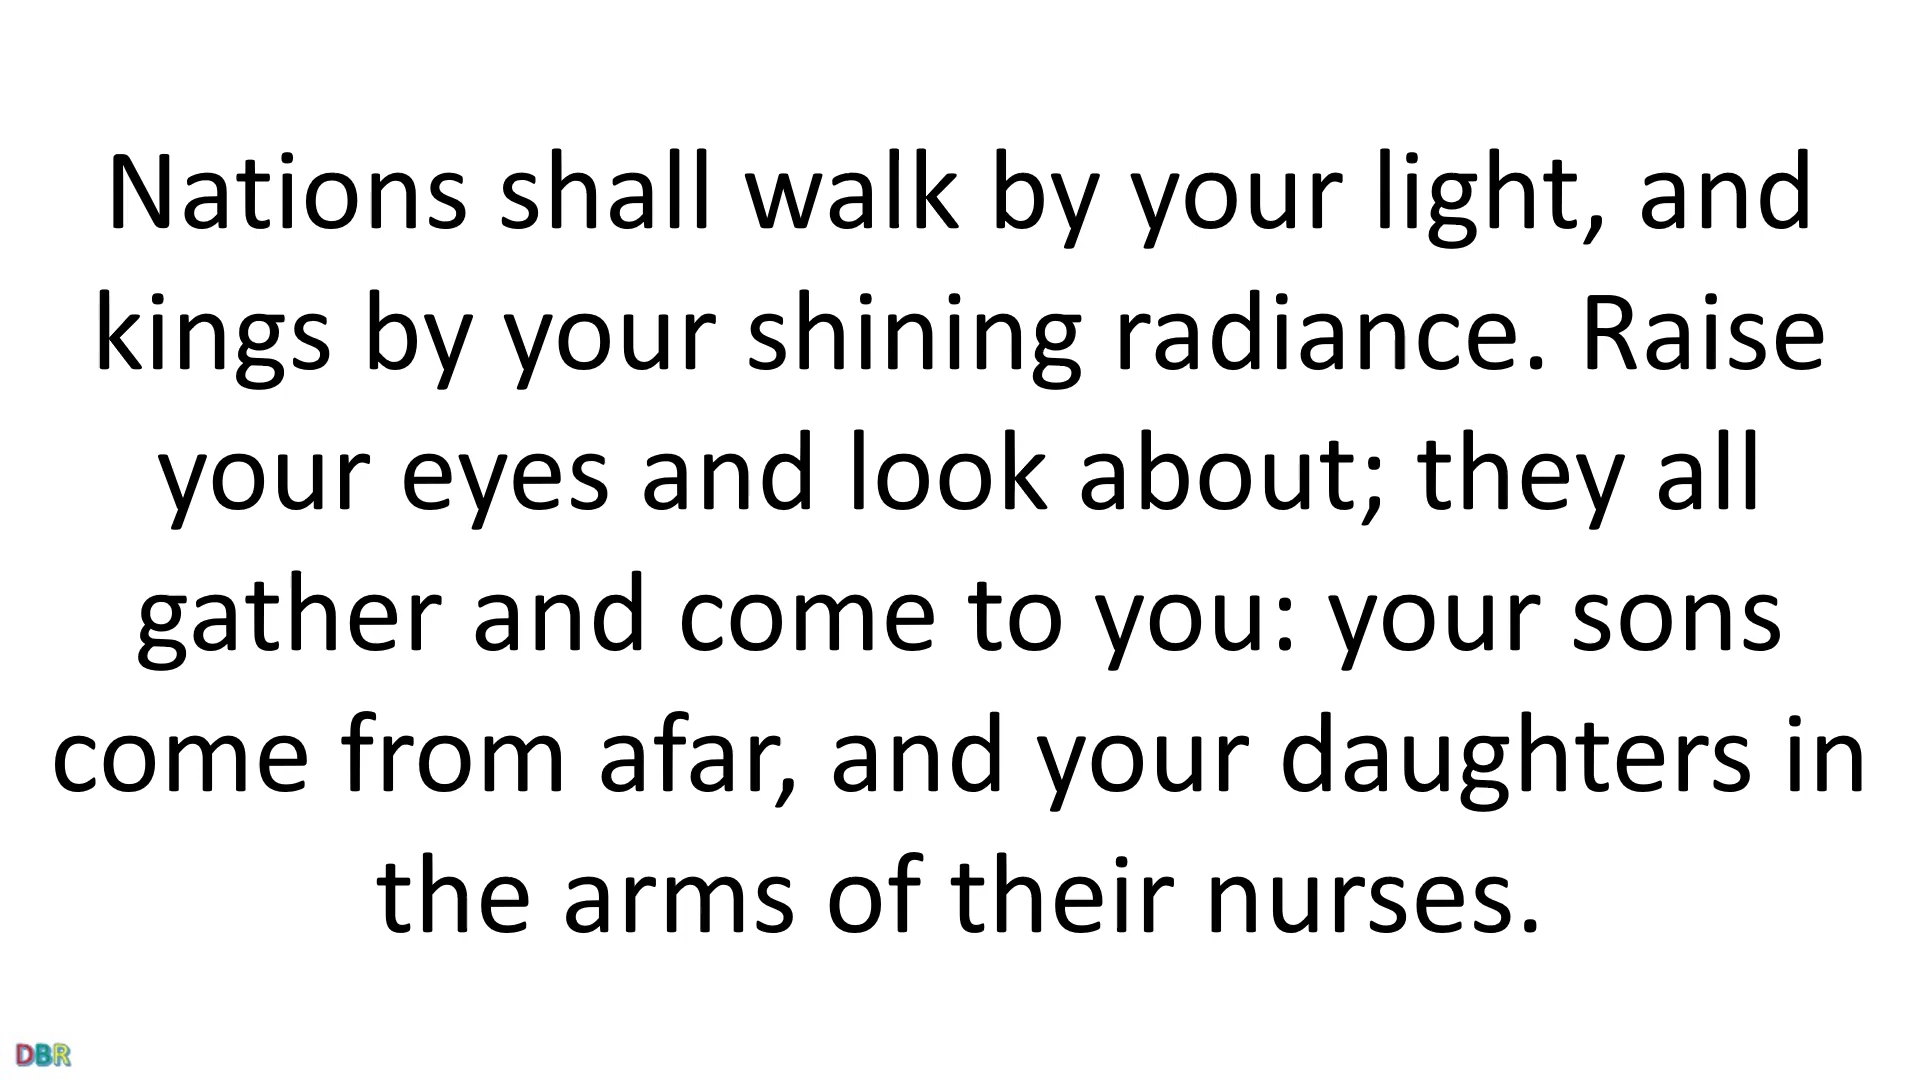 Nations shall walk by your light, and
kings by your shining radiance. Raise
your eyes and look about; they all
gather and come to you: your sons
come from afar, and your daughters in
the arms of their nurses.
DBR